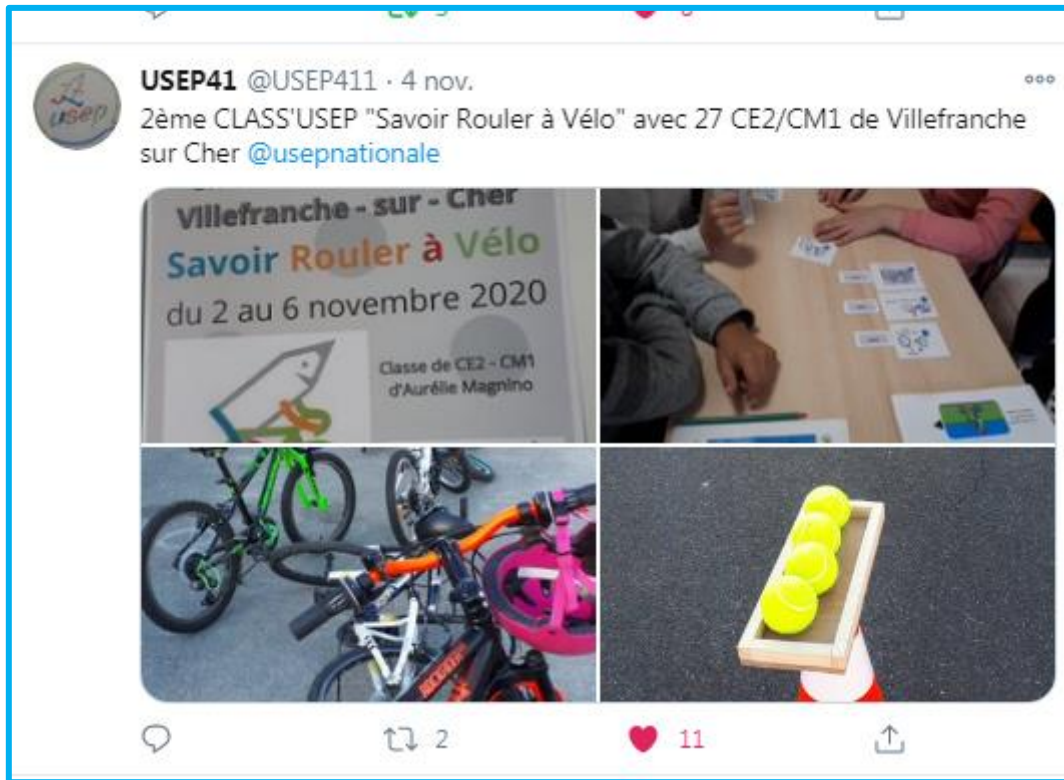 usep
USEP41 @USEP411 · 4 nov.
2ème CLASS'USEP "Savoir Rouler à Vélo" avec 27 CE2/CM1 de Villefranche
sur Cher @usepnationale
Villefranche - sur - Cher
Savoir Rouler à Vélo
du 2 au 6 novembre 2020
Classe de CE2 - CM1
d'Aurélie Magnino
ROCKRIDER
2
11